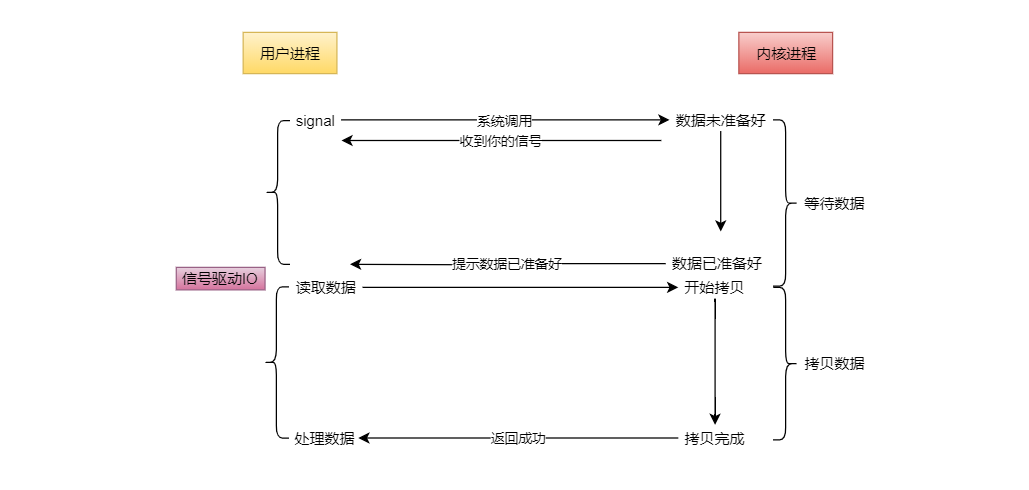 用户进程
内核进程
signal
系统调用
数据未准备好
收到你的信号
等待数据
提示数据已准备好
数据已准备好
信号驱动IO
读取数据
开始拷贝
拷贝数据
处理数据
返回成功
拷贝完成